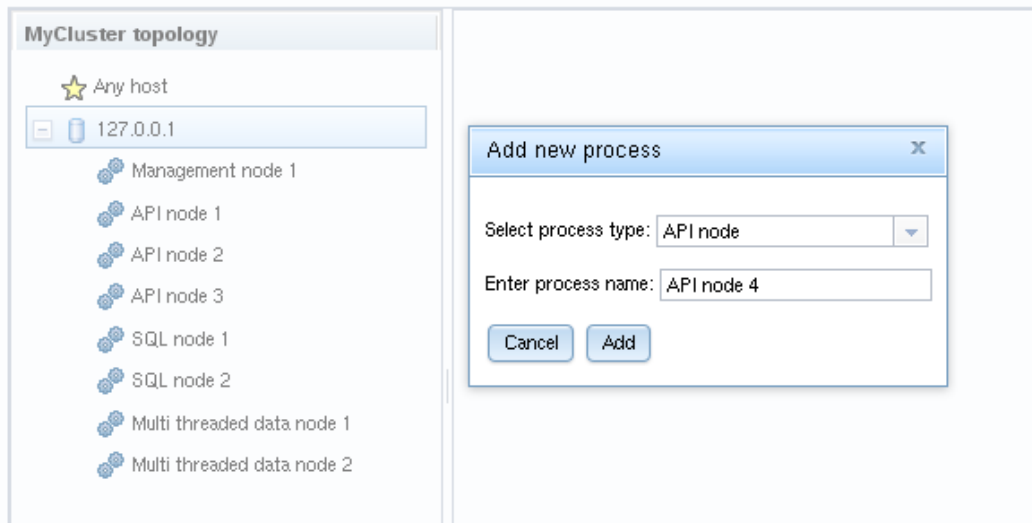 MyCluster topology
Any host
127.0.0.1
Management node 1
API node 1
API node 2
API node 3
SQL node 1
SQL node 2
Multi threaded data node 1
Multi threaded data node 2
Add new process x
Select process type: API node
Enter process name: API node 4
Cancel Add